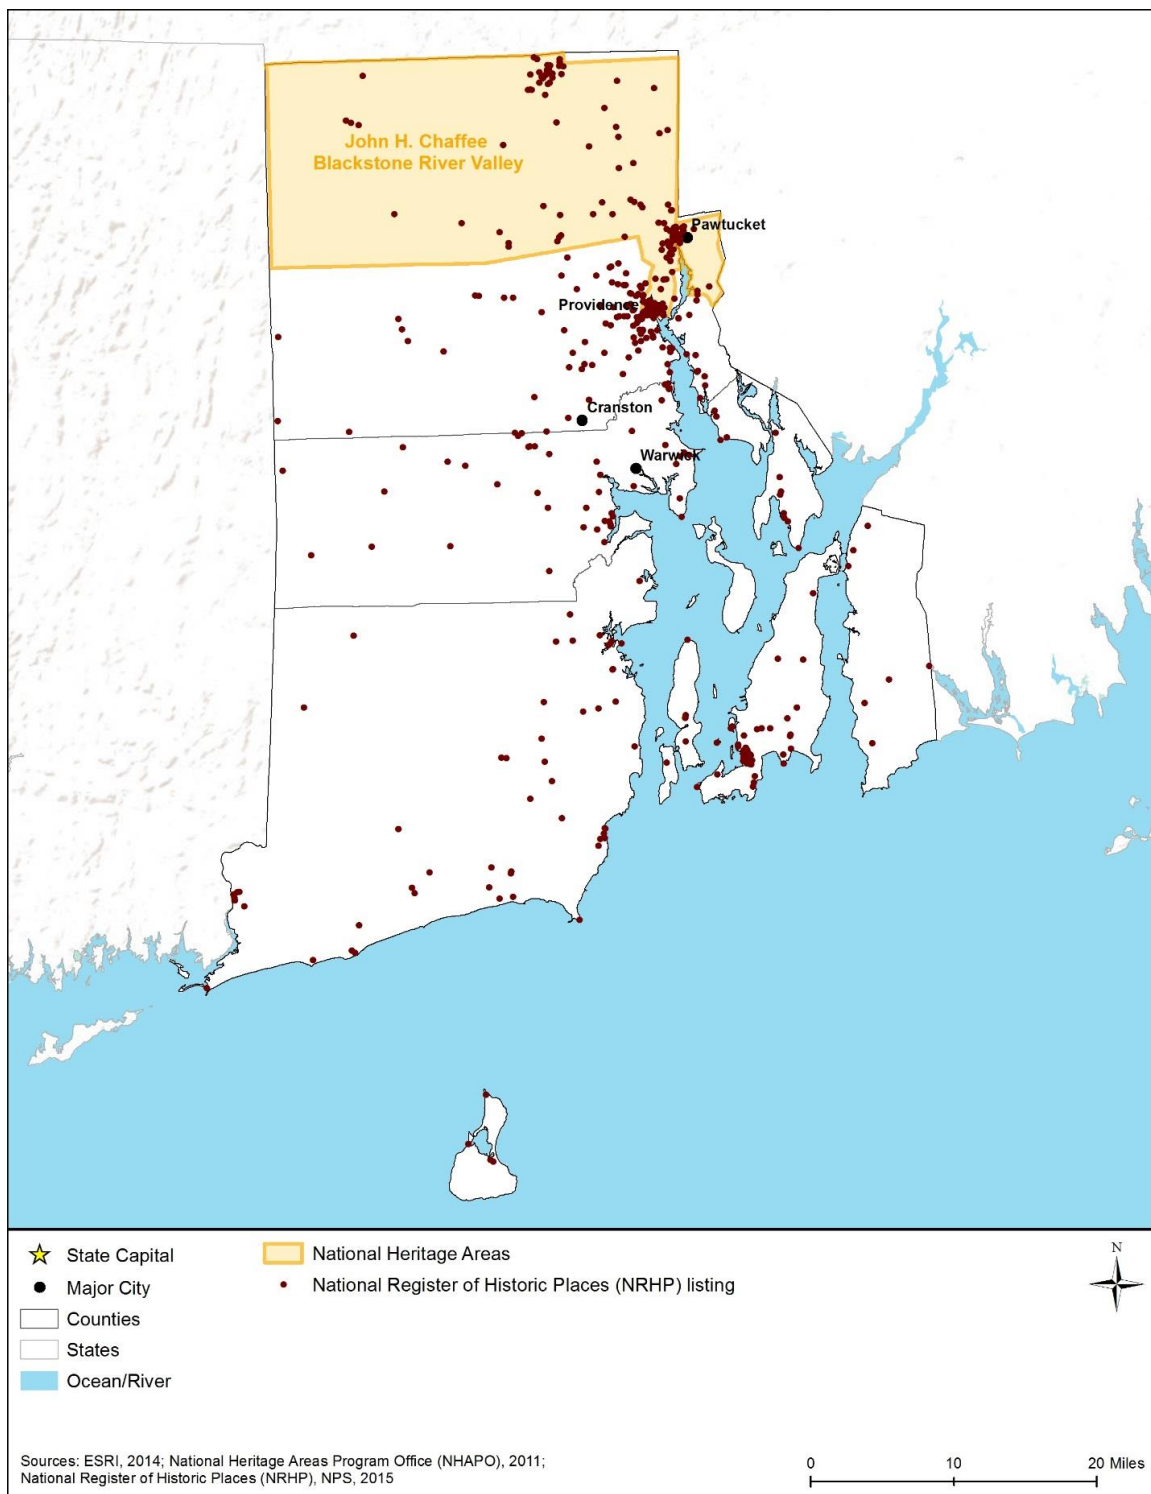 John H. Chaffee
Blackstone River Valley
Pawtucket
Providence
Cranston
Warwick
State Capital
National Heritage Areas
Major City
National Register of Historic Places (NRHP) listing
Counties
States
Ocean/River
N
Sources: ESRI, 2014; National Heritage Areas Program Office (NHAPO), 2011;
National Register of Historic Places (NRHP), NPS, 2015
0 10 20 Miles